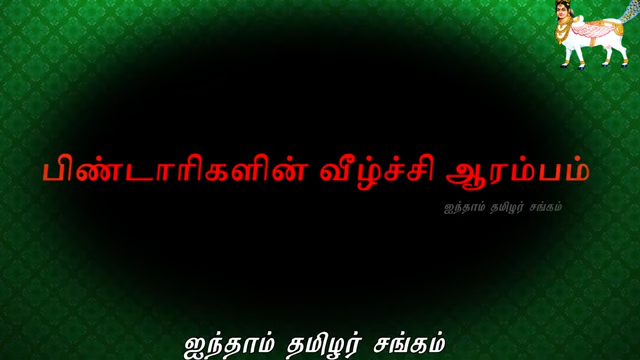 பிண்டாரிகளின் வீழ்ச்சி ஆரம்பம்
ஐந்தாம் தமிழர் சங்கம்
ஐந்தாம் தமிழர் சங்கம்